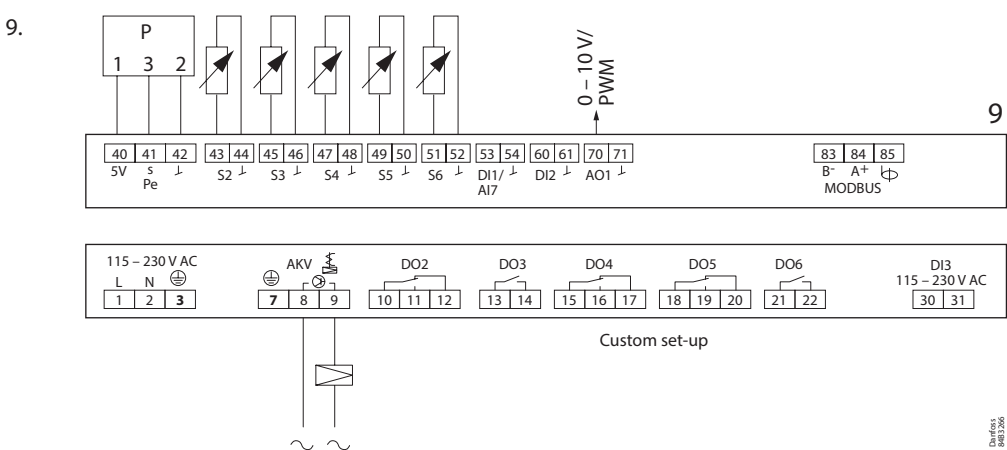 9.
P
1 3 2
0 – 10 V/
PWM
9
40 41 42 43 44 45 46 47 48 49 50 51 52 53 54 60 61 70 71 83 84 85
5V s S2 S3 S4 S5 S6 DI1/ DI2 AO1 B- A+
Pe AI7 MODBUS
115 – 230 V AC AKV DO2 DO3 DO4 DO5 DO6 DI3
L N 115 – 230 V AC
1 2 3 7 8 9 10 11 12 13 14 15 16 17 18 19 20 21 22 30 31
Custom set-up
Danfoss
84B3266